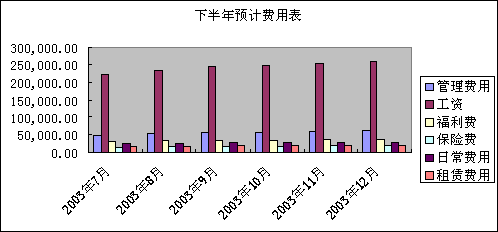 下半年预计费用表
300,000.00
250,000.00
200,000.00
150,000.00
100,000.00
50,000.00
0.00
2003年7月
2003年8月
2003年9月
2003年10月
2003年11月
2003年12月
管理费用
工资
福利费
保险费
日常费用
租赁费用